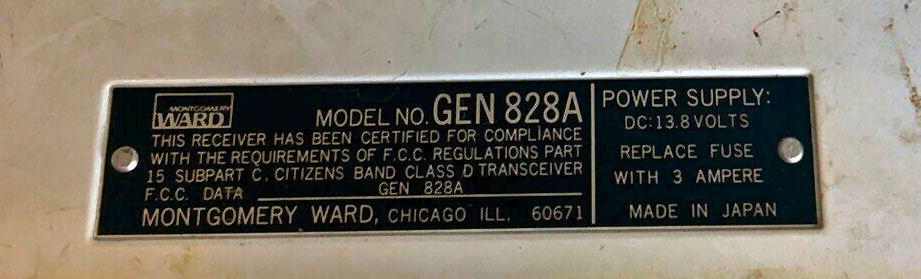 MONTGOMERY
WARD
MODEL NO. GEN 828A
THIS RECEIVER HAS BEEN CERTIFIED FOR COMPLIANCE
WITH THE REQUIREMENTS OF F.C.C. REGULATIONS PART
15 SUBPART C. CITIZENS BAND CLASS D TRANSCEIVER
F.C.C. DATA GEN 828A
MONTGOMERY WARD, CHICAGO ILL. 60671
POWER SUPPLY:
DC:13.8 VOLTS
REPLACE FUSE
WITH 3 AMPERE
MADE IN JAPAN